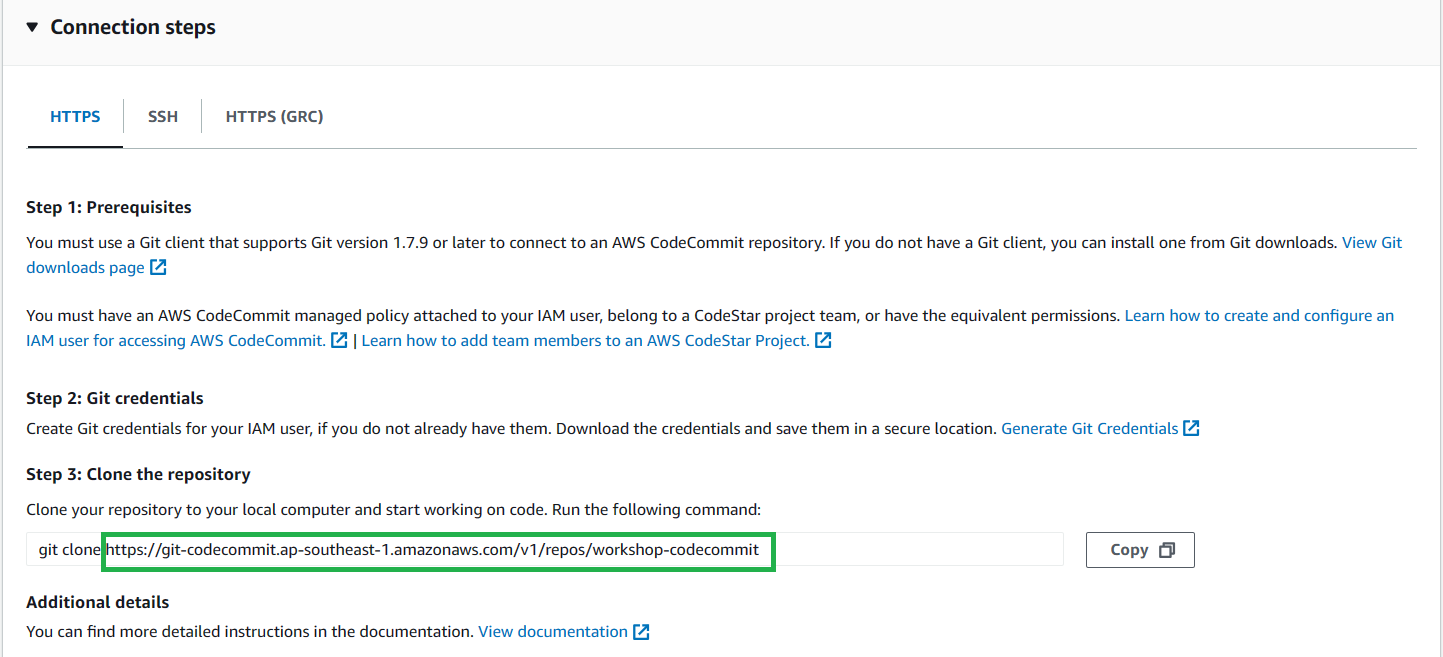 Connection steps
HTTPS
SSH
HTTPS (GRC)
Step 1: Prerequisites
You must use a Git client that supports Git version 1.7.9 or later to connect to an AWS CodeCommit repository. If you do not have a Git client, you can install one from Git downloads. View Git
downloads page
You must have an AWS CodeCommit managed policy attached to your IAM user, belong to a CodeStar project team, or have the equivalent permissions. Learn how to create and configure an
IAM user for accessing AWS CodeCommit. | Learn how to add team members to an AWS CodeStar Project.
Step 2: Git credentials
Create Git credentials for your IAM user, if you do not already have them. Download the credentials and save them in a secure location. Generate Git Credentials
Step 3: Clone the repository
Clone your repository to your local computer and start working on code. Run the following command:
git clone https://git-codecommit.ap-southeast-1.amazonaws.com/v1/repos/workshop-codecommit
Copy
Additional details
You can find more detailed instructions in the documentation. View documentation